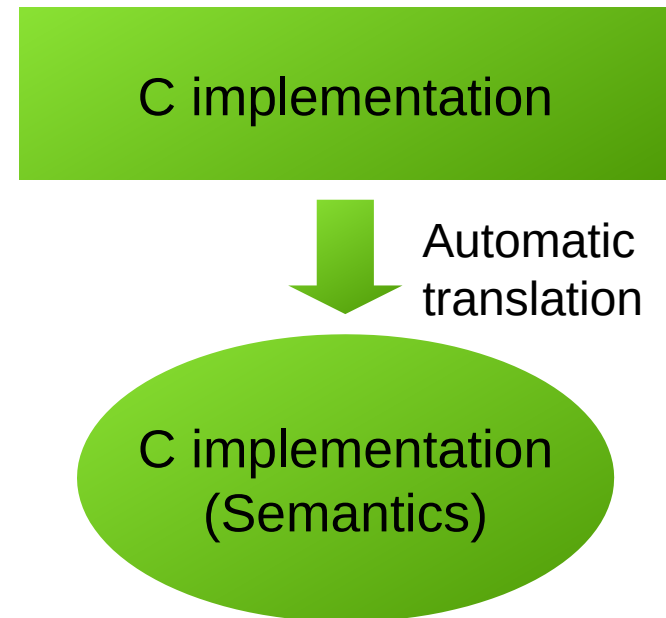 C implementation
Automatic
translation
C implementation
(Semantics)